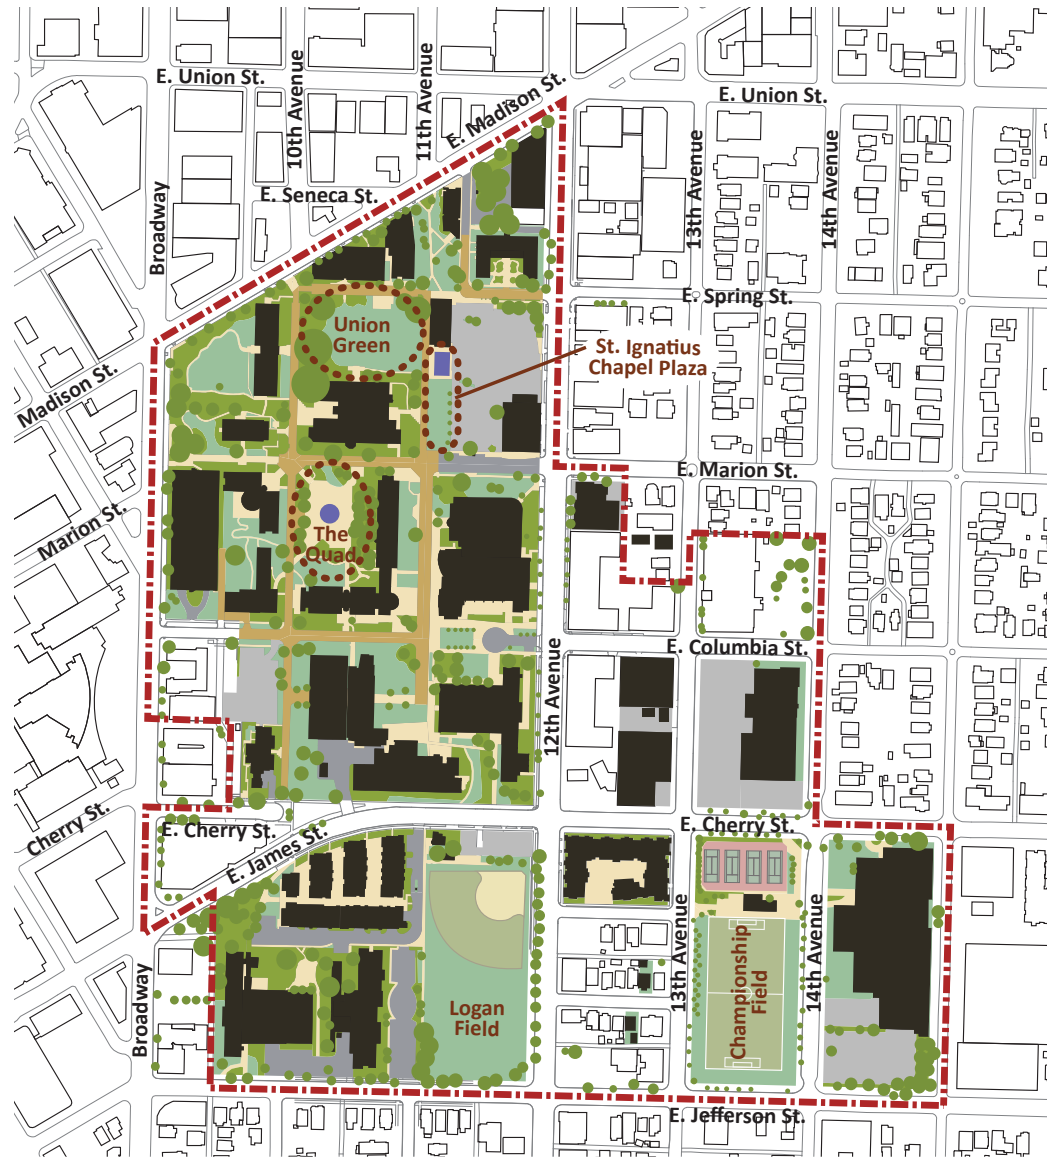 E. Union St.
10th Avenue
11th Avenue
E. Madison St.
E. Union St.
13th Avenue
14th Avenue
Broadway
E. Seneca St.
E. Spring St.
Union
Green
St. Ignatius
Chapel Plaza
Madison St.
E. Marion St.
Marion St.
The
Quad
E. Columbia St.
12th Avenue
Cherry St.
E. Cherry St.
E. James St.
E. Cherry St.
Broadway
Logan
Field
13th Avenue
Championship
Field
14th Avenue
E. Jefferson St.